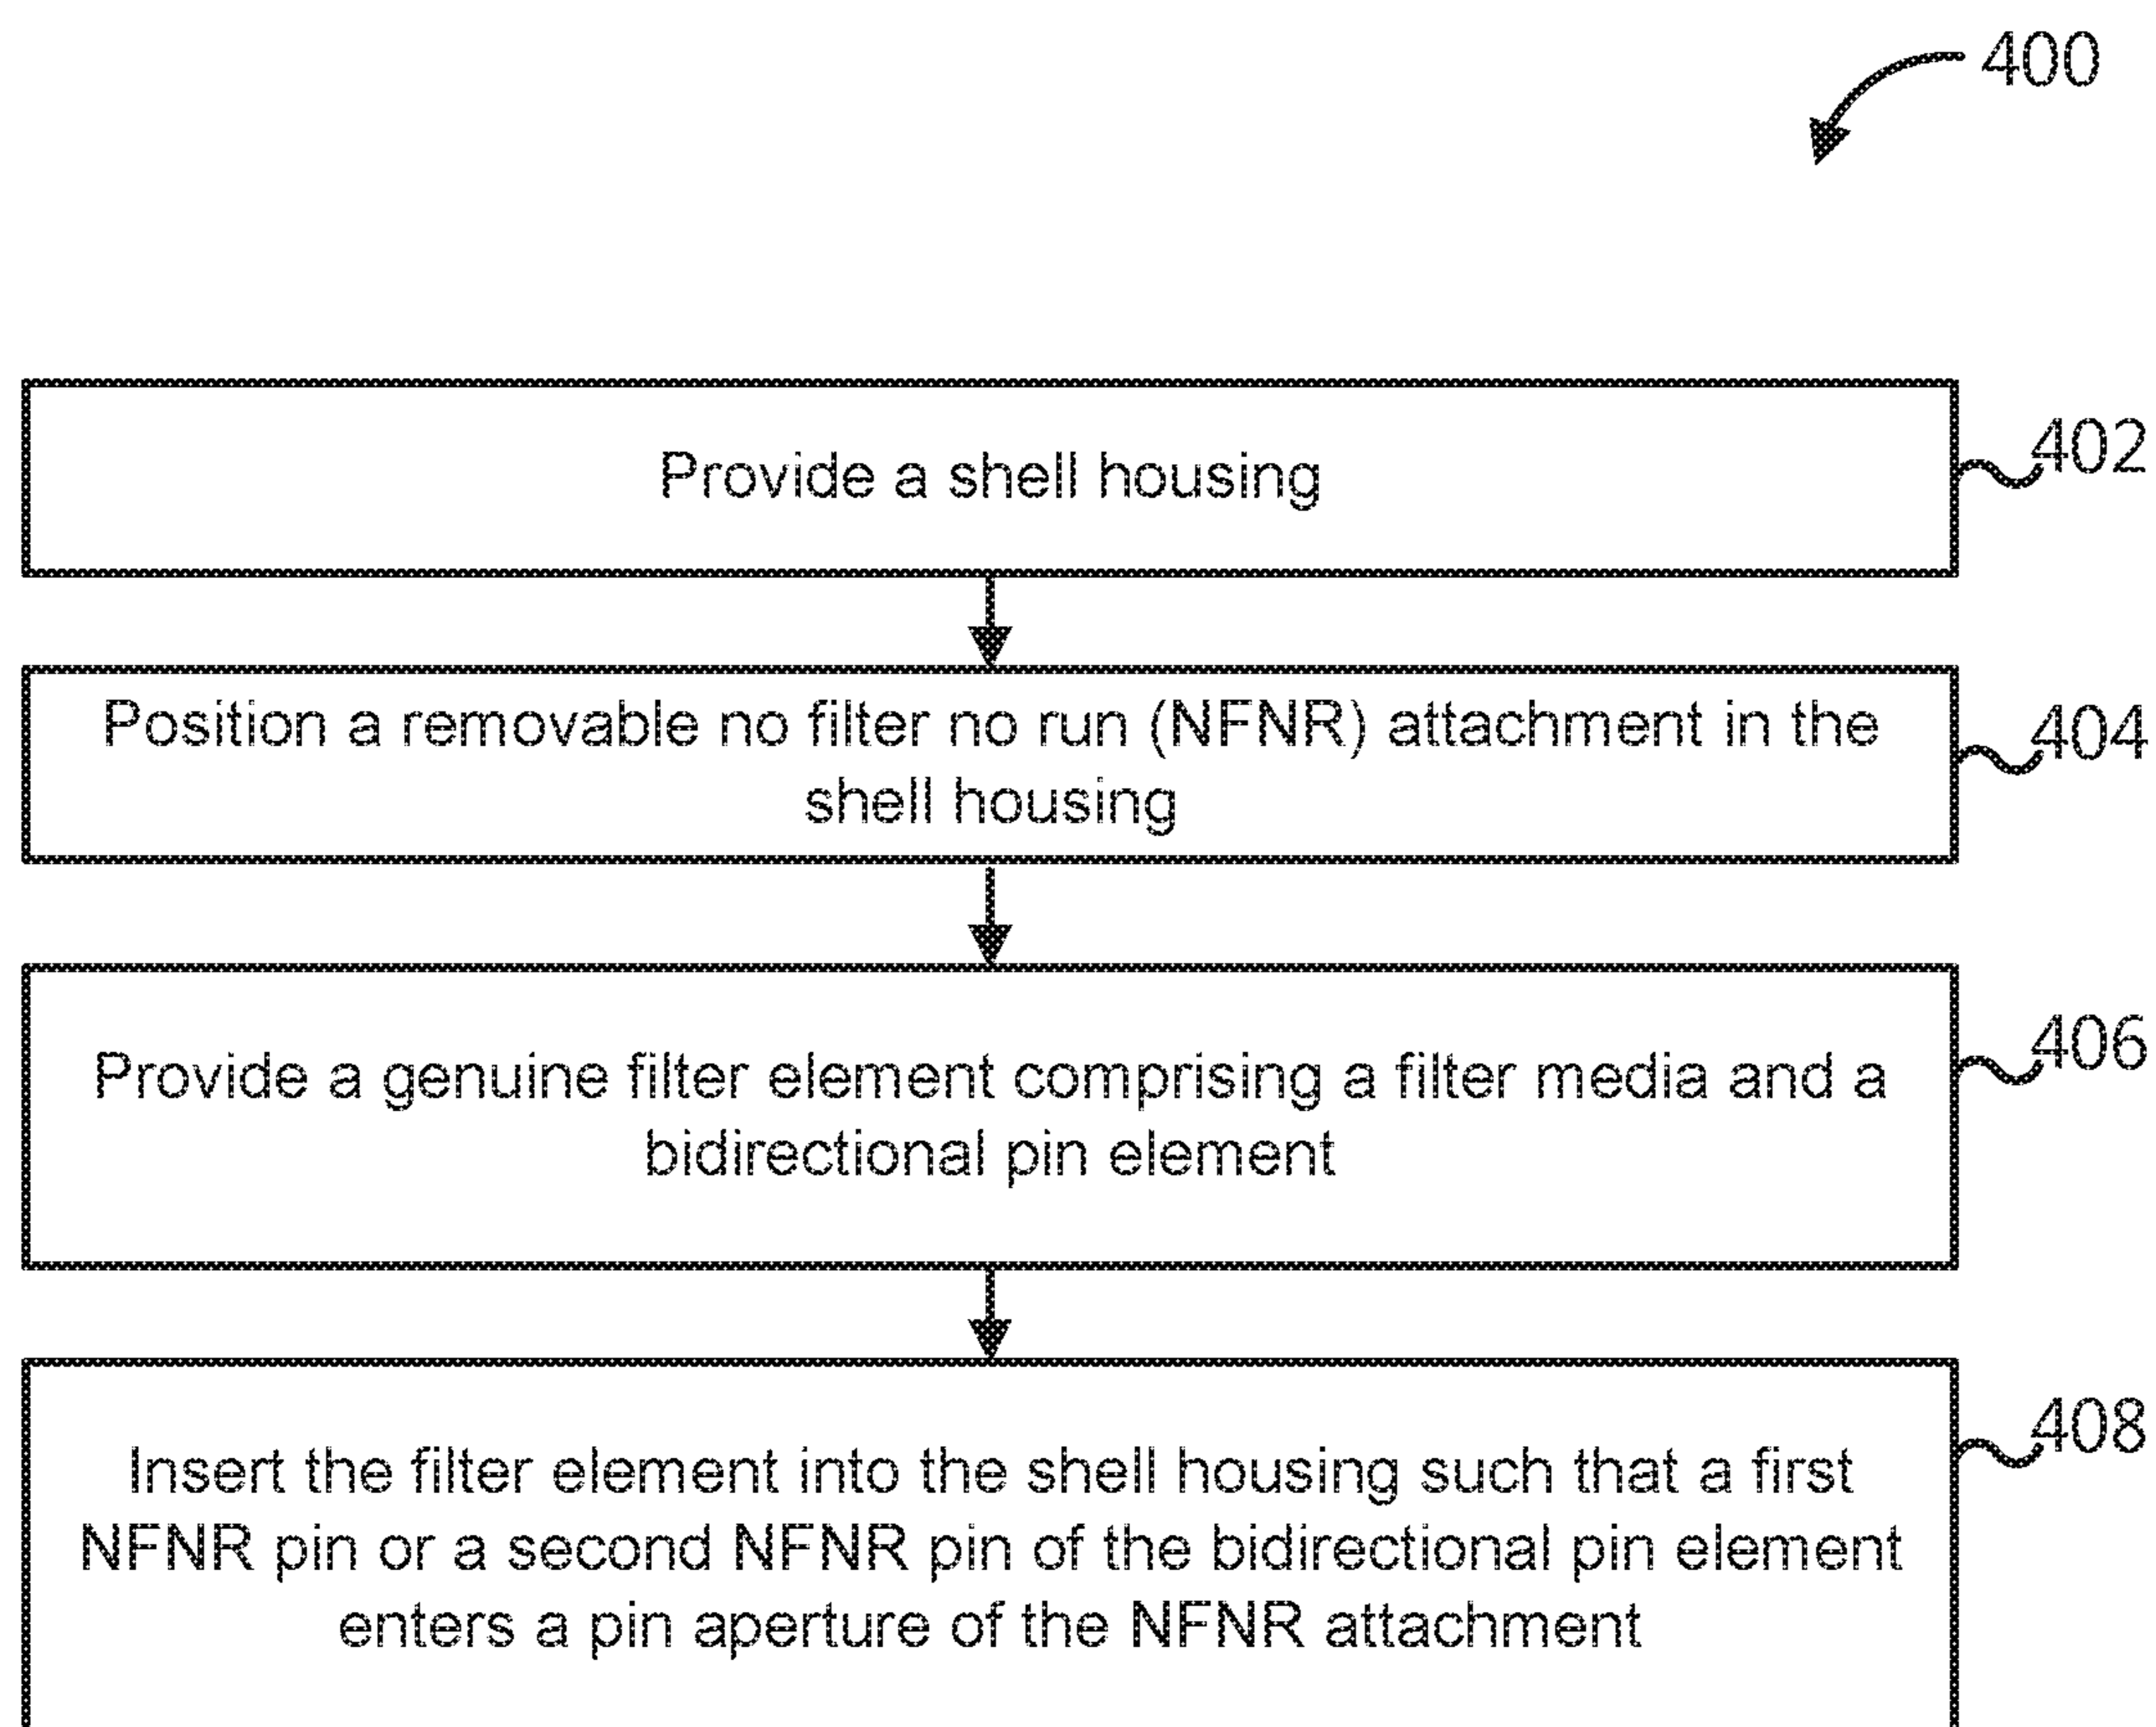 400
Provide a shell housing
402
Position a removable no filter no run (NFNR) attachment in the
shell housing
404
Provide a genuine filter element comprising a filter media and a
bidirectional pin element
406
Insert the filter element into the shell housing such that a first
NFNR pin or a second NFNR pin of the bidirectional pin element
enters a pin aperture of the NFNR attachment
408